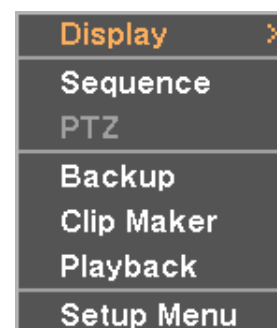 Display >
Sequence
PTZ
Backup
Clip Maker
Playback
Setup Menu